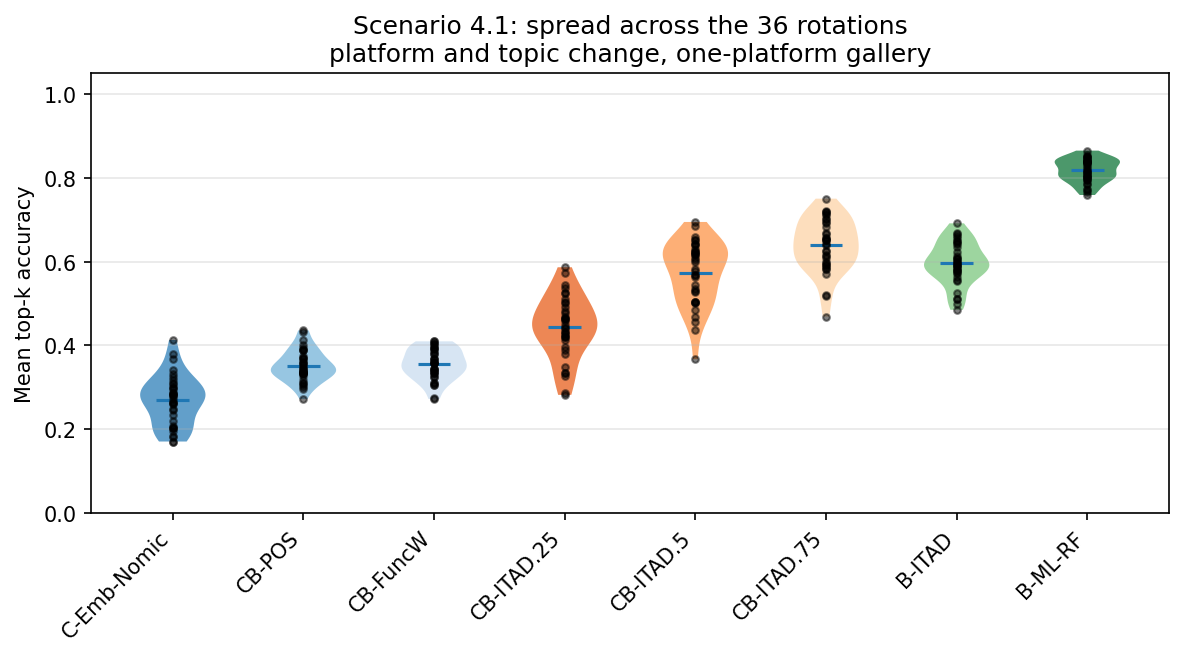 Scenario 4.1: spread across the 36 rotations
platform and topic change, one-platform gallery
Mean top-k accuracy
1.0
0.8
0.6
0.4
0.2
0.0
C-Emb-Nomic
CB-POS
CB-FuncW
CB-ITAD.25
CB-ITAD.5
CB-ITAD.75
B-ITAD
B-ML-RF